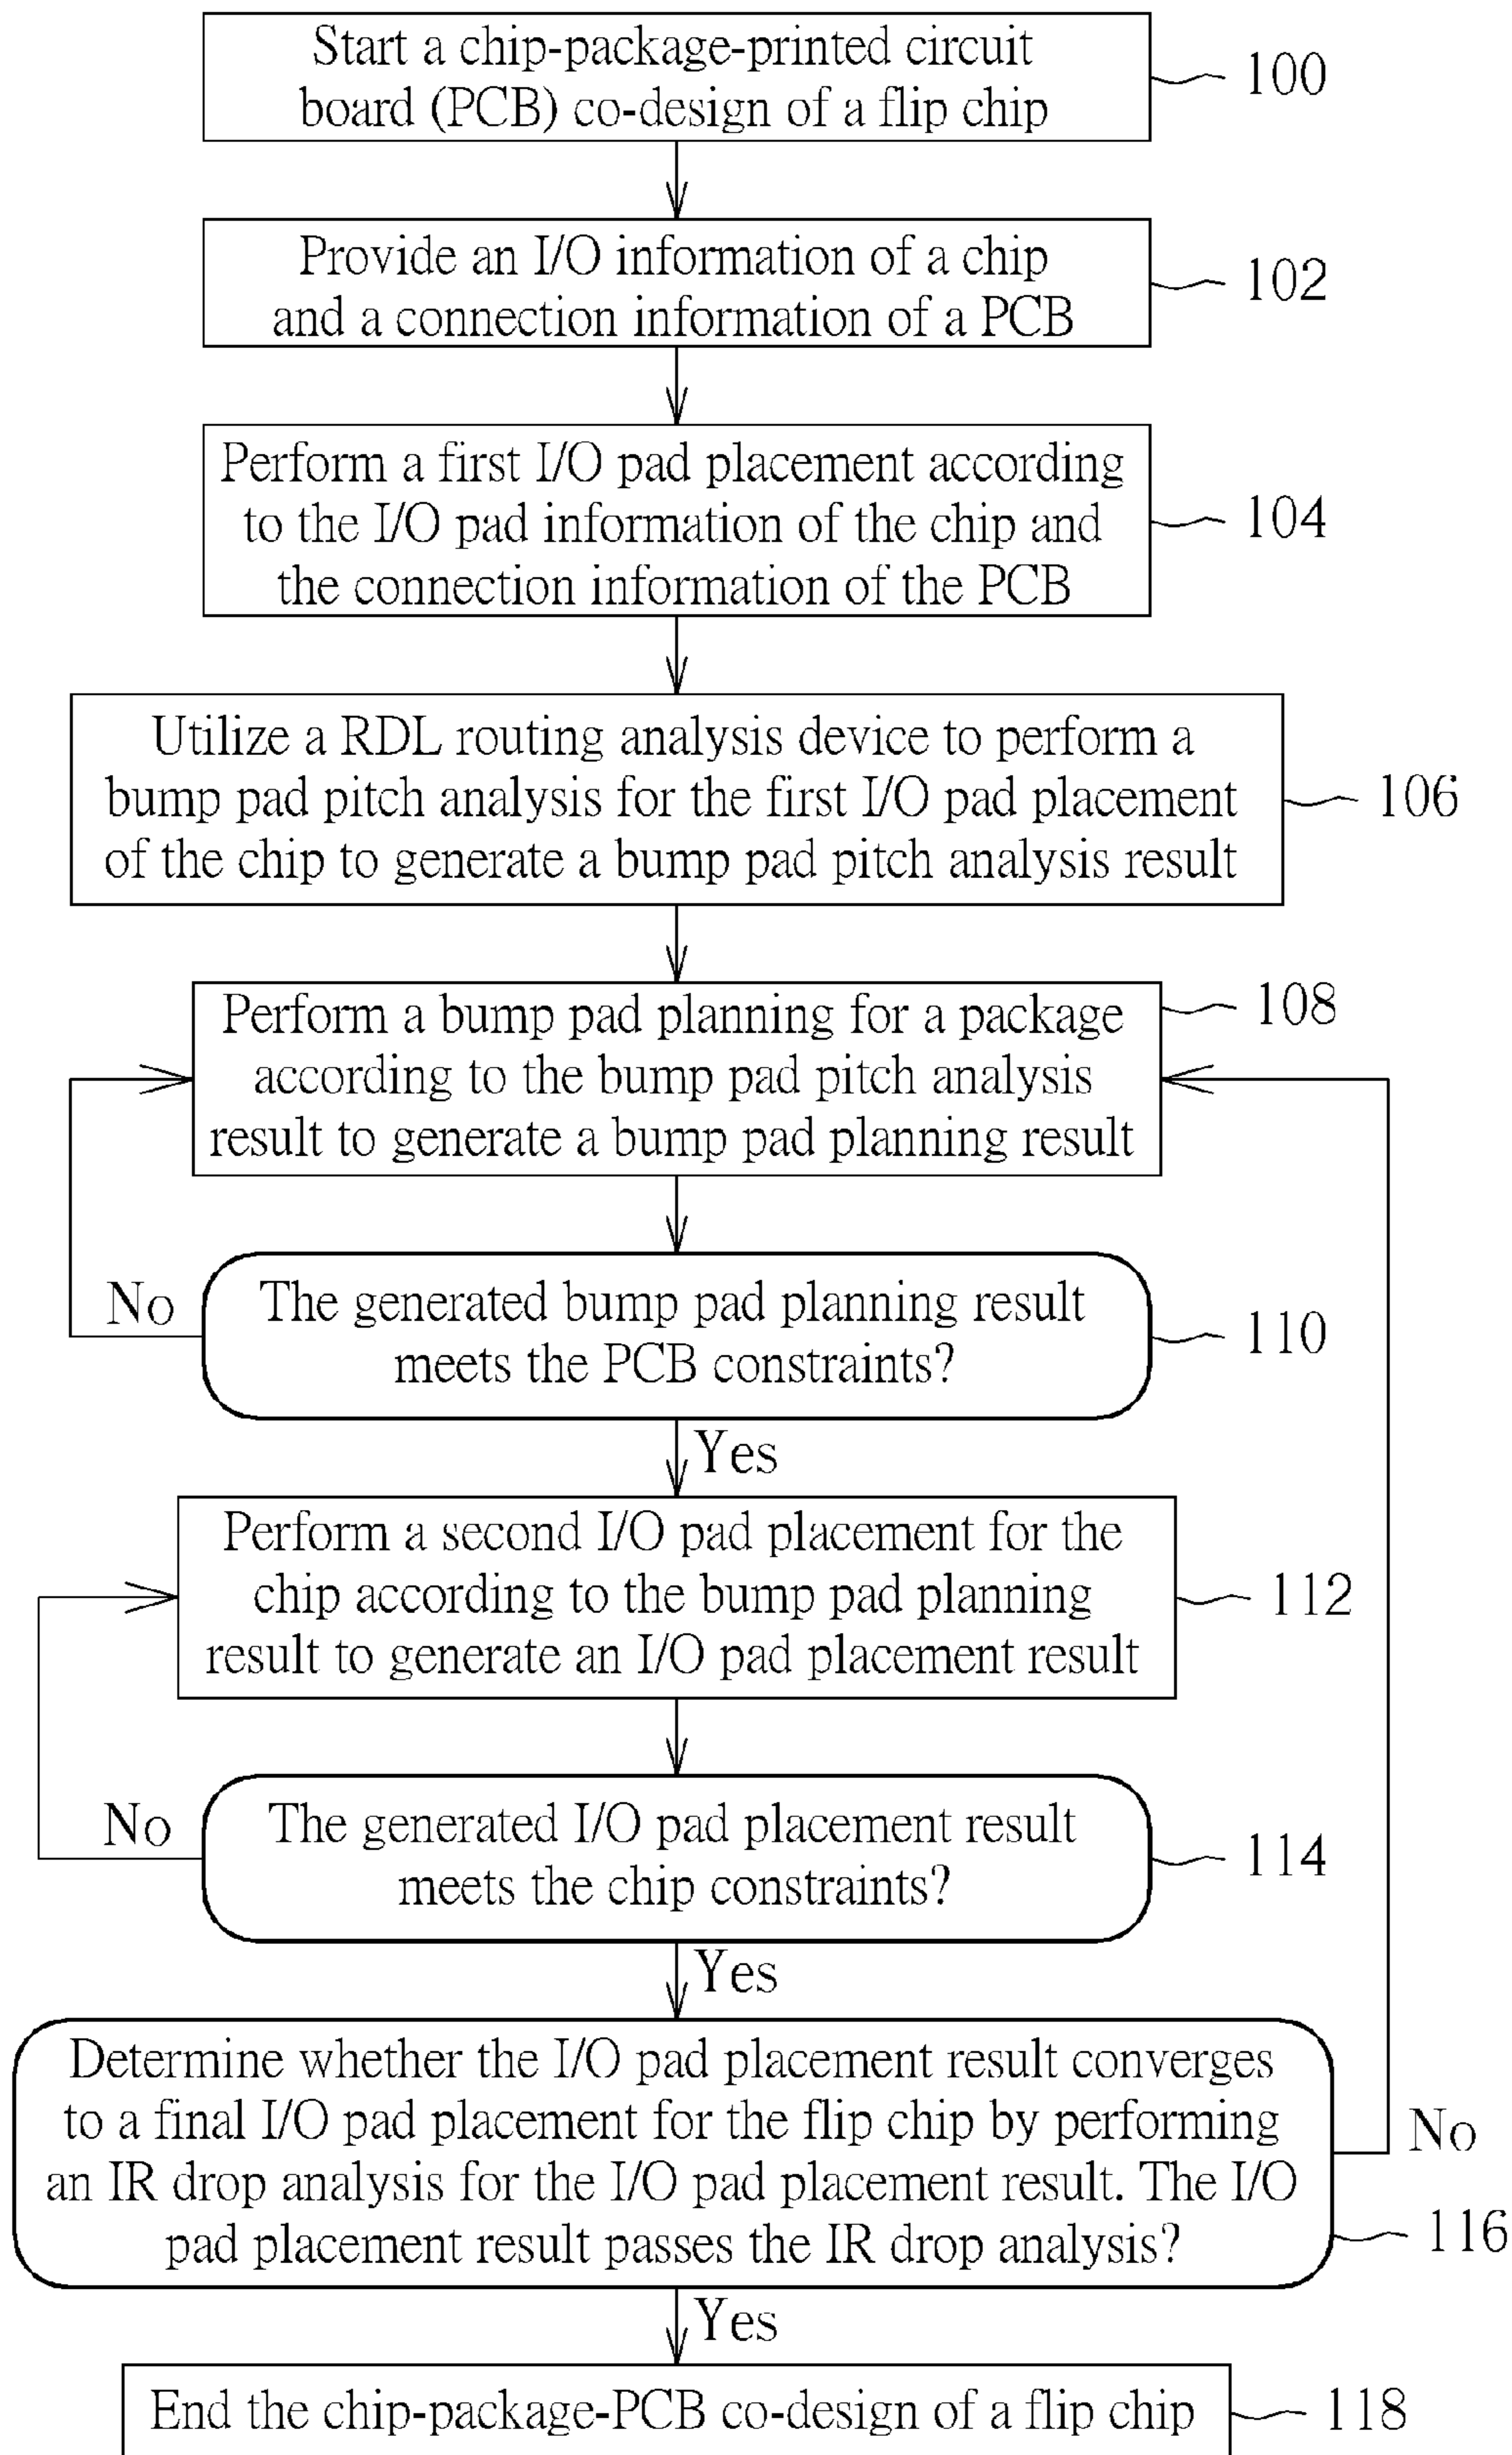 Start a chip-package-printed circuit
board (PCB) co-design of a flip chip
100
Provide an I/O information of a chip
and a connection information of a PCB
102
Perform a first I/O pad placement according
to the I/O pad information of the chip and
the connection information of the PCB
104
Utilize a RDL routing analysis device to perform a
bump pad pitch analysis for the first I/O pad placement
of the chip to generate a bump pad pitch analysis result
106
Perform a bump pad planning for a package
according to the bump pad pitch analysis
result to generate a bump pad planning result
108
No
The generated bump pad planning result
meets the PCB constraints?
110
Yes
Perform a second I/O pad placement for the
chip according to the bump pad planning
result to generate an I/O pad placement result
112
No
The generated I/O pad placement result
meets the chip constraints?
114
Yes
Determine whether the I/O pad placement result converges
to a final I/O pad placement for the flip chip by performing
an IR drop analysis for the I/O pad placement result. The I/O
pad placement result passes the IR drop analysis?
No
116
Yes
End the chip-package-PCB co-design of a flip chip
118